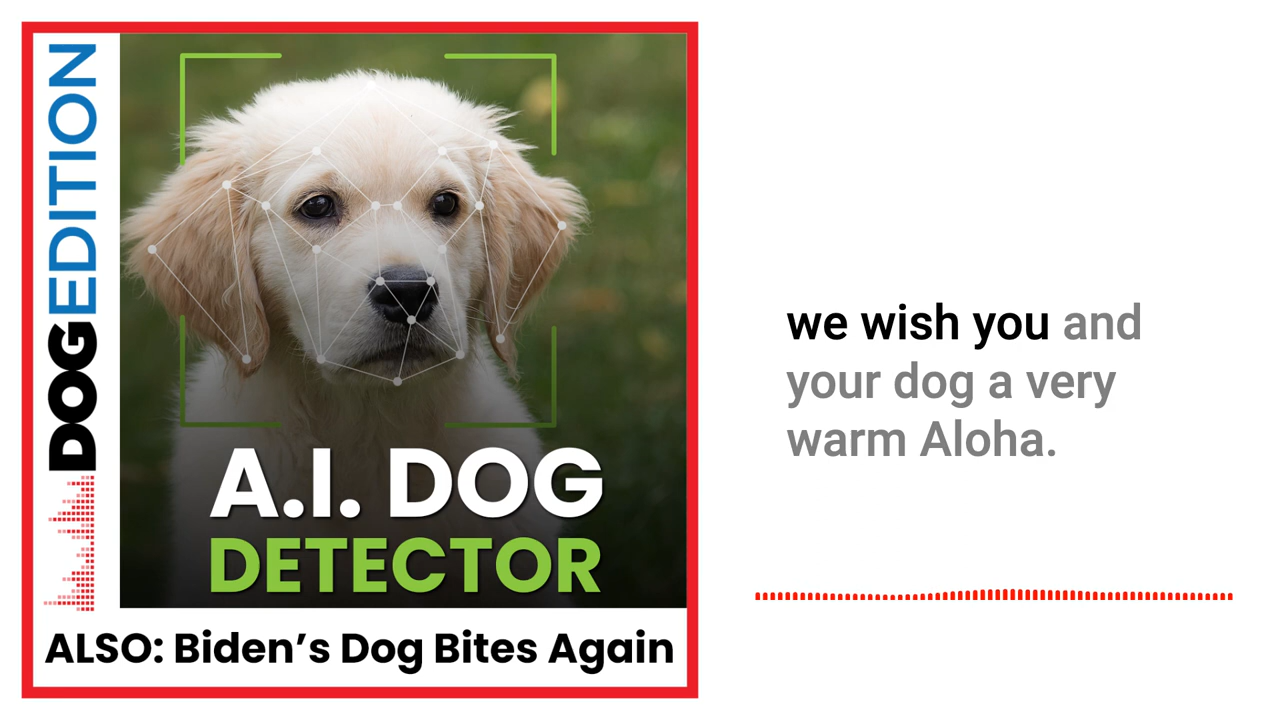 DOGEDITION
A.I. DOG
DETECTOR
ALSO: Biden’s Dog Bites Again
we wish you and
your dog a very
warm Aloha.